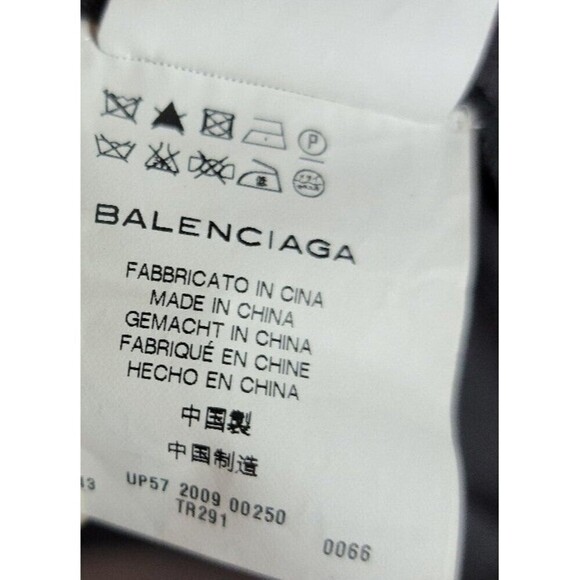 P
BALENCIAGA
FABBRICATO IN CINA
MADE IN CHINA
GEMACHT IN CHINA
FABRIQUÉ EN CHINE
HECHO EN CHINA
中国製
中国制造
UP57 2009 00250
TR291
0066